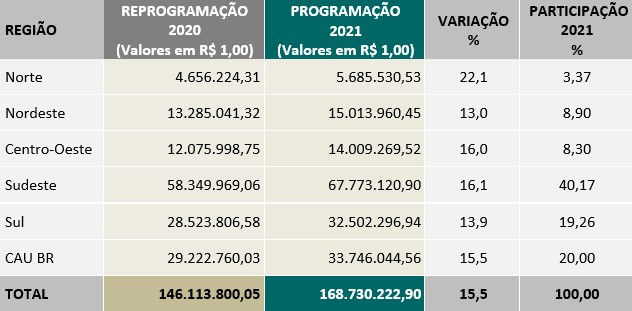 REGIÃO REPROGRAMAÇÃO 2020 (Valores em R$ 1,00) PROGRAMAÇÃO 2021 (Valores em R$ 1,00) VARIAÇÃO % PARTICIPAÇÃO 2021 %
Norte 4.656.224,31 5.685.530,53 22,1 3,37
Nordeste 13.285.041,32 15.013.960,45 13,0 8,90
Centro-Oeste 12.075.998,75 14.009.269,52 16,0 8,30
Sudeste 58.349.969,06 67.773.120,90 16,1 40,17
Sul 28.523.806,58 32.502.296,94 13,9 19,26
CAU BR 29.222.760,03 33.746.044,56 15,5 20,00
TOTAL 146.113.800,05 168.730.222,90 15,5 100,00